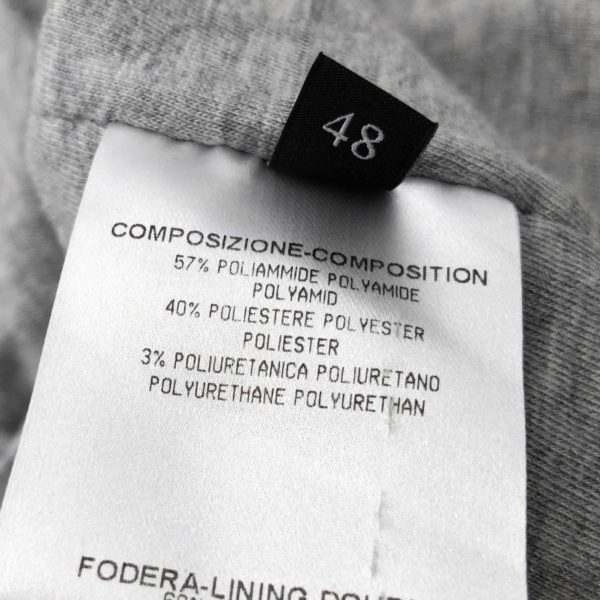 48
COMPOSIZIONE-COMPOSITION
57% POLIAMMIDE POLYAMIDE
POLYAMID
40% POLIESTERE POLYESTER
POLIESTER
3% POLIURETANICA POLIURETANO
POLYURETHANE POLYURETHAN
FODERA-LINING